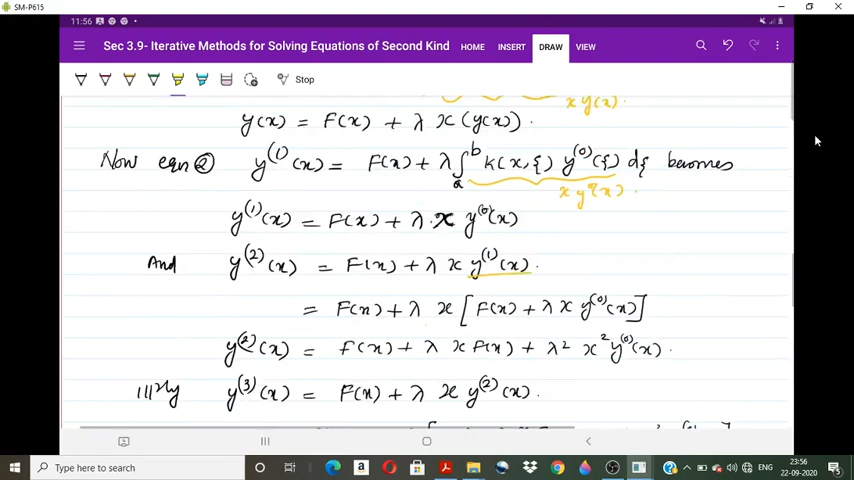 SM-P615
11:56
Sec 3.9- Iterative Methods for Solving Equations of Second Kind HOME INSERT DRAW VIEW
Stop
x y(x).
y(x) = F(x) + λ x (y(x)).
Now eqn ② y^(1)(x) = F(x) + λ ∫_a^b K(x,ξ) y^(0)(ξ) dξ becomes
x y^(0)(x).
y^(1)(x) = F(x) + λ. x y^(0)(x)
And y^(2)(x) = F(x) + λ x y^(1)(x).
= F(x) + λ x [F(x) + λ x y^(0)(x)]
y^(2)(x) = F(x) + λ x F(x) + λ² x² y^(0)(x).
|||ly y^(3)(x) = F(x) + λ x y^(2)(x).
Type here to search
ENG
23:56
22-09-2020